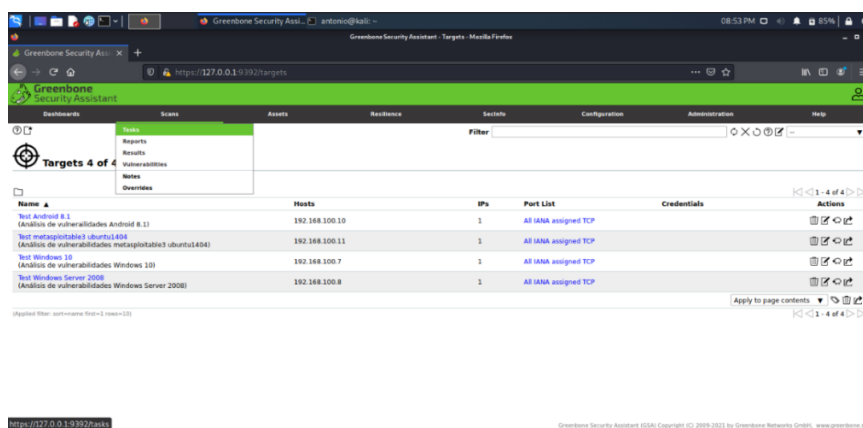 Greenbone Security Assi...
antonio@kali: ~
08:53 PM
85%
Greenbone Security Assistant - Targets - Mozilla Firefox
Greenbone Security Assi
https://127.0.0.1:9392/targets
Greenbone
Security Assistant
Dashboards Scans Assets Resilience SecInfo Configuration Administration Help
Tasks
Reports
Results
Vulnerabilities
Notes
Overrides
Filter
--
Targets 4 of 4
1 - 4 of 4
Name ▲ Hosts IPs Port List Credentials Actions
Test Android 8.1 192.168.100.10 1 All IANA assigned TCP
(Análisis de vulnerailidades Android 8.1)
Test metasploitable3 ubuntu1404 192.168.100.11 1 All IANA assigned TCP
(Análisis de vulnerabilidades metasploitable3 ubuntu1404)
Test Windows 10 192.168.100.7 1 All IANA assigned TCP
(Análisis de vulnerabilidades Windows 10)
Test Windows Server 2008 192.168.100.8 1 All IANA assigned TCP
(Análisis de vulnerabilidades Windows Server 2008)
Apply to page contents
(Applied filter: sort=name first=1 rows=10)
1 - 4 of 4
https://127.0.0.1:9392/tasks
Greenbone Security Assistant (GSA) Copyright (C) 2009-2021 by Greenbone Networks GmbH, www.greenbone.